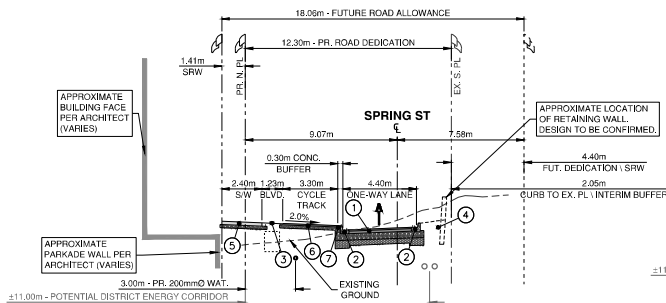 18.06m - FUTURE ROAD ALLOWANCE
12.30m - PR. ROAD DEDICATION
1.41m
SRW
PR. N. PL
EX. S. PL
APPROXIMATE
BUILDING FACE
PER ARCHITECT
(VARIES)
SPRING ST
℄
APPROXIMATE LOCATION
OF RETAINING WALL.
DESIGN TO BE CONFIRMED.
9.07m
7.58m
0.30m CONC.
BUFFER
4.40m
FUT. DEDICATION \ SRW
2.40m
S/W
1.23m
BLVD.
3.30m
CYCLE
TRACK
4.40m
ONE-WAY LANE
2.05m
CURB TO EX. PL \ INTERIM BUFFER
2.0%
1
4
5
3
6
7
2
2
APPROXIMATE
PARKADE WALL PER
ARCHITECT (VARIES)
EXISTING
GROUND
3.00m - PR. 200mmØ WAT.
±11.00m - POTENTIAL DISTRICT ENERGY CORRIDOR
±11